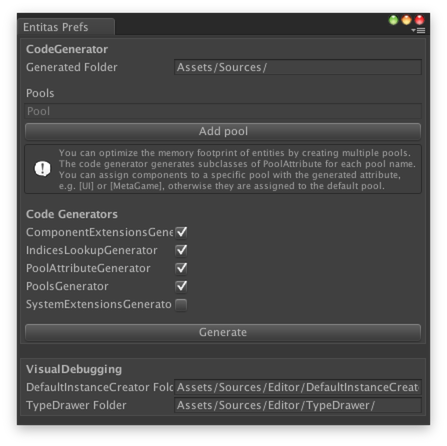 Entitas Prefs
CodeGenerator
Generated Folder Assets/Sources/
Pools
Pool
Add pool
You can optimize the memory footprint of entities by creating multiple pools.
The code generator generates subclasses of PoolAttribute for each pool name.
You can assign components to a specific pool with the generated attribute,
e.g. [UI] or [MetaGame], otherwise they are assigned to the default pool.
Code Generators
ComponentExtensionsGene
IndicesLookupGenerator
PoolAttributeGenerator
PoolsGenerator
SystemExtensionsGenerato
Generate
VisualDebugging
DefaultInstanceCreator Fold Assets/Sources/Editor/DefaultInstanceCreat
TypeDrawer Folder Assets/Sources/Editor/TypeDrawer/